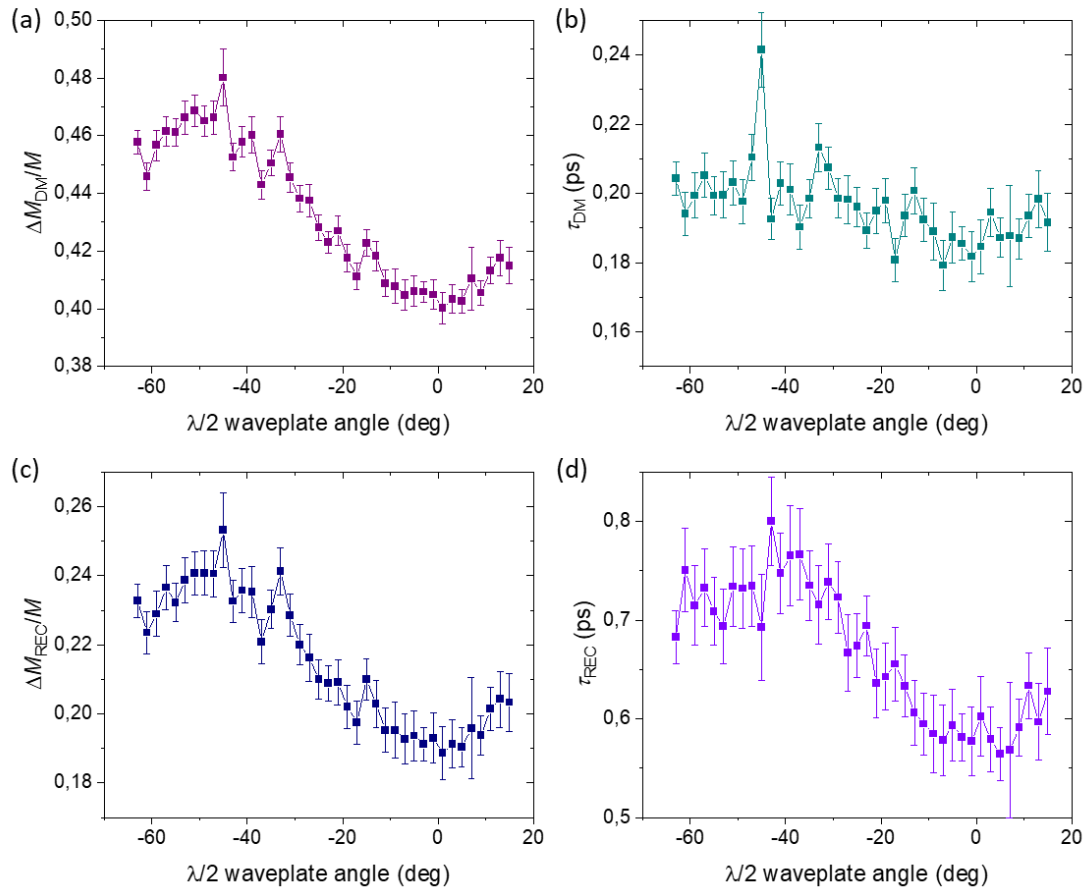 (a)
0,50
0,48
0,46
0,44
0,42
0,40
0,38
ΔM_DM/M
-60 -40 -20 0 20
λ/2 waveplate angle (deg)
(b)
0,24
0,22
0,20
0,18
0,16
τ_DM (ps)
-60 -40 -20 0 20
λ/2 waveplate angle (deg)
(c)
0,26
0,24
0,22
0,20
0,18
ΔM_REC/M
-60 -40 -20 0 20
λ/2 waveplate angle (deg)
(d)
0,8
0,7
0,6
0,5
τ_REC (ps)
-60 -40 -20 0 20
λ/2 waveplate angle (deg)